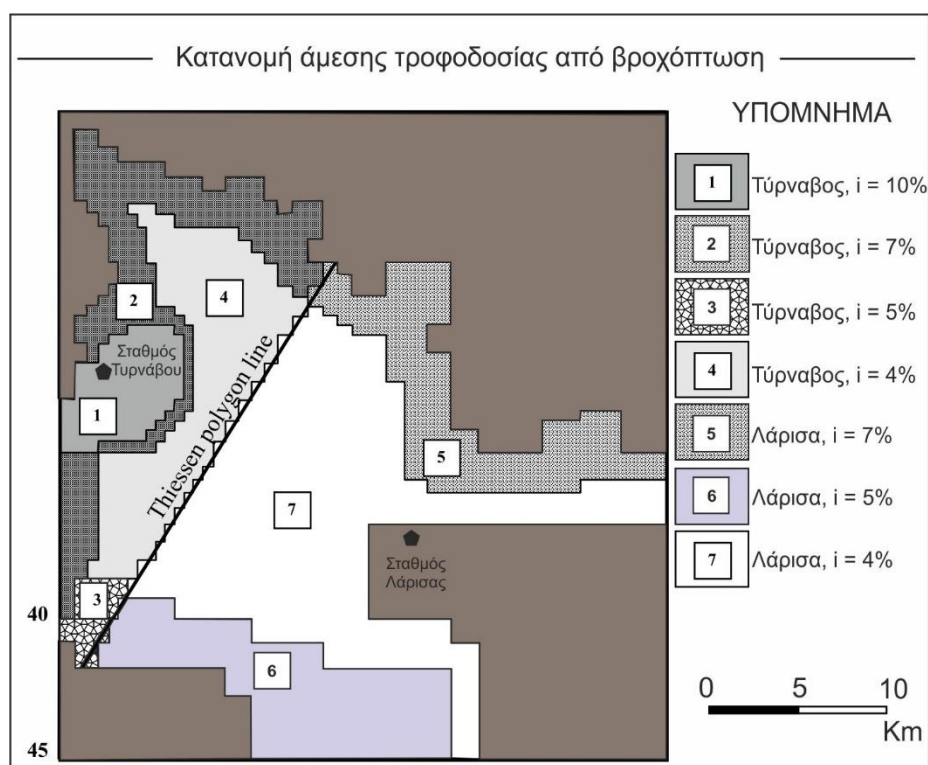 Κατανομή άμεσης τροφοδοσίας από βροχόπτωση
ΥΠΟΜΝΗΜΑ
1 Τύρναβος, i = 10%
2 Τύρναβος, i = 7%
3 Τύρναβος, i = 5%
4 Τύρναβος, i = 4%
5 Λάρισα, i = 7%
6 Λάρισα, i = 5%
7 Λάρισα, i = 4%
2
4
Σταθμός
Τυρνάβου
1
Thiessen polygon line
5
7
Σταθμός
Λάρισας
3
40
6
45
0 5 10
Km